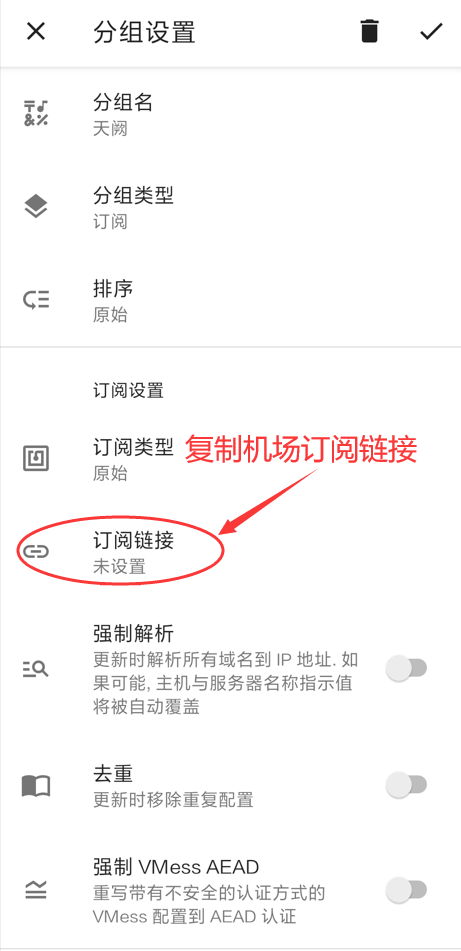 分组设置
分组名
天阙
分组类型
订阅
排序
原始
订阅设置
订阅类型
原始
复制机场订阅链接
订阅链接
未设置
强制解析
更新时解析所有域名到 IP 地址. 如
果可能, 主机与服务器名称指示值
将被自动覆盖
去重
更新时移除重复配置
强制 VMess AEAD
重写带有不安全的认证方式的
VMess 配置到 AEAD 认证